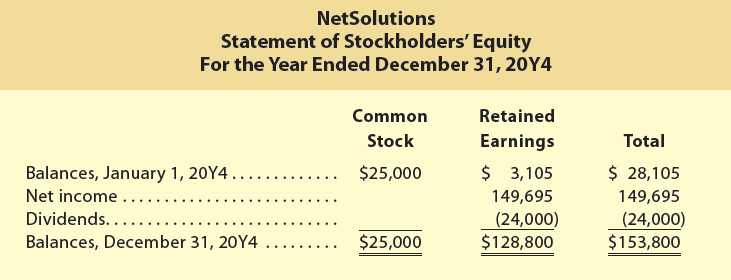 NetSolutions
Statement of Stockholders' Equity
For the Year Ended December 31, 20Y4
Common Retained
Stock Earnings Total
Balances, January 1, 20Y4 . . . . . . . . . . . . . $25,000 $ 3,105 $ 28,105
Net income . . . . . . . . . . . . . . . . . . . . . . . . . . . 149,695 149,695
Dividends. . . . . . . . . . . . . . . . . . . . . . . . . . . . (24,000) (24,000)
Balances, December 31, 20Y4 . . . . . . . . . $25,000 $128,800 $153,800